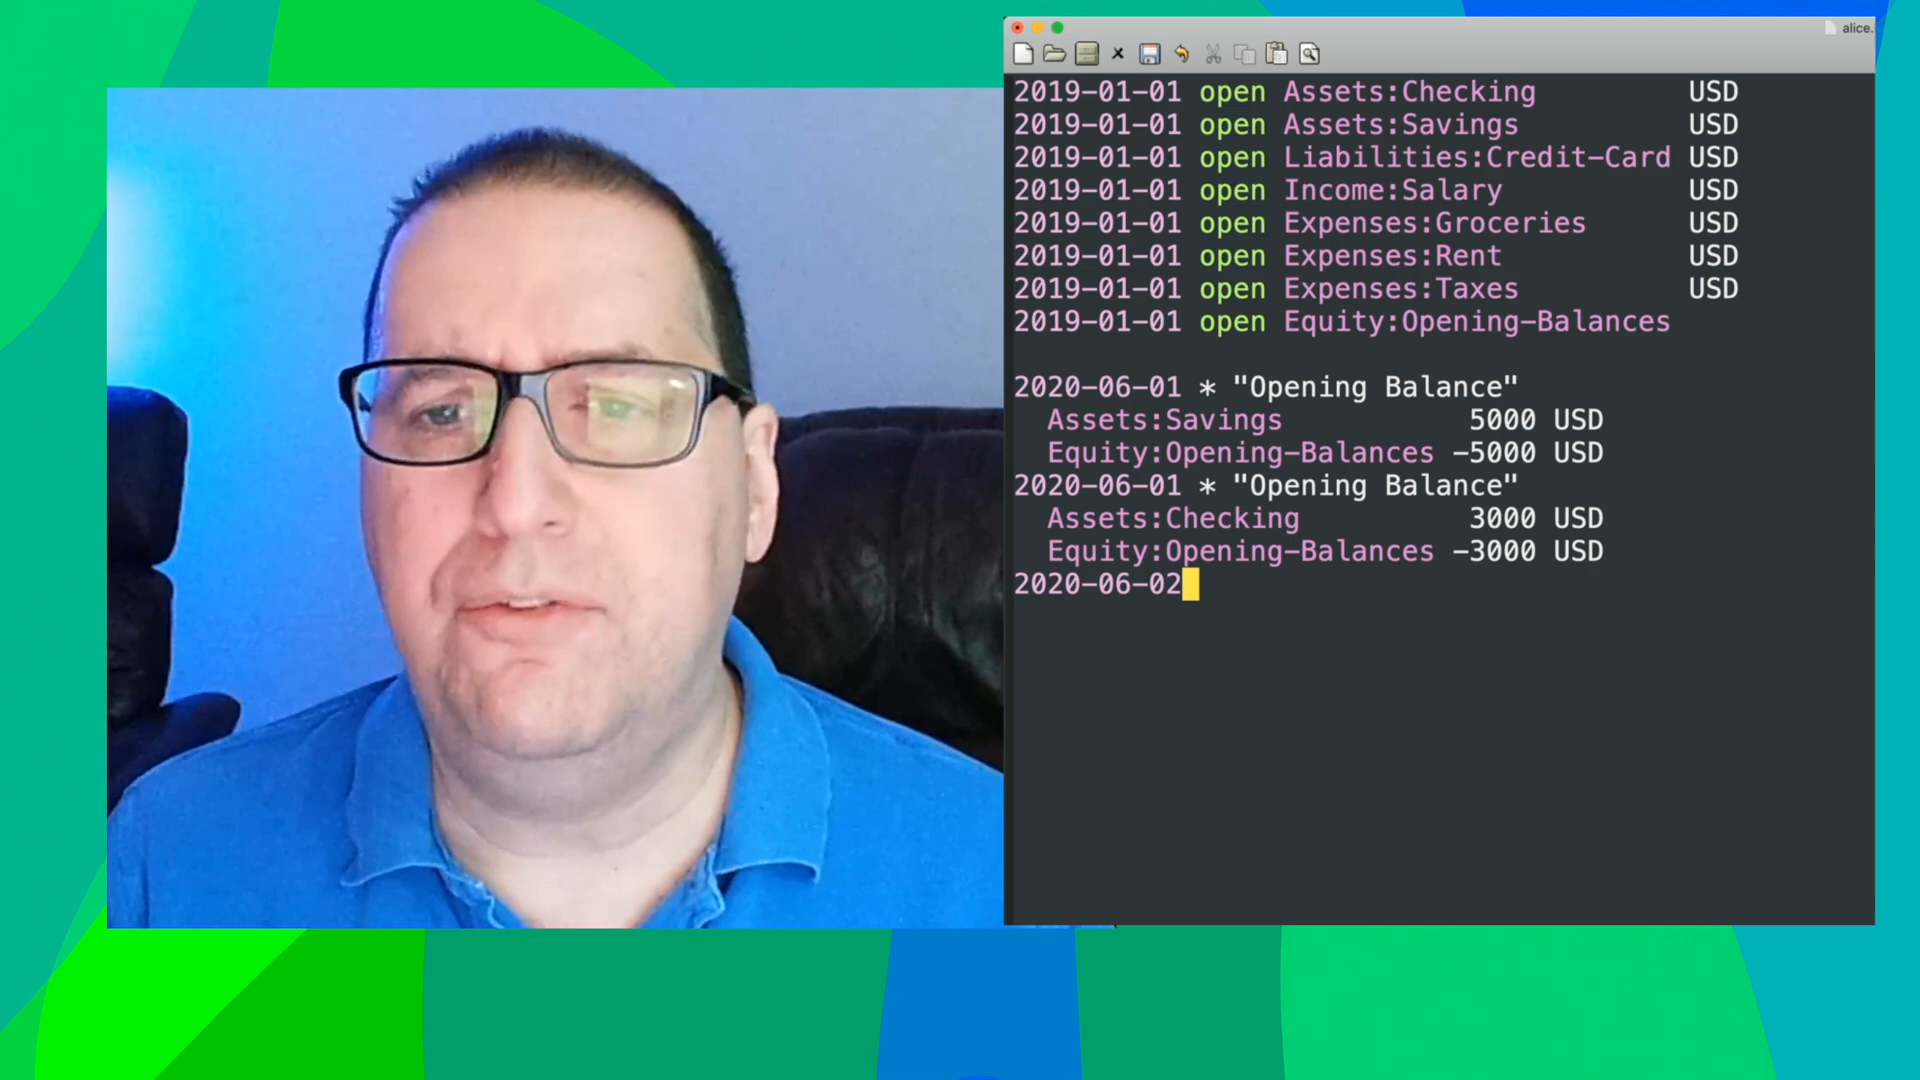 alice.
2019-01-01 open Assets:Checking USD
2019-01-01 open Assets:Savings USD
2019-01-01 open Liabilities:Credit-Card USD
2019-01-01 open Income:Salary USD
2019-01-01 open Expenses:Groceries USD
2019-01-01 open Expenses:Rent USD
2019-01-01 open Expenses:Taxes USD
2019-01-01 open Equity:Opening-Balances
2020-06-01 * "Opening Balance"
Assets:Savings 5000 USD
Equity:Opening-Balances -5000 USD
2020-06-01 * "Opening Balance"
Assets:Checking 3000 USD
Equity:Opening-Balances -3000 USD
2020-06-02